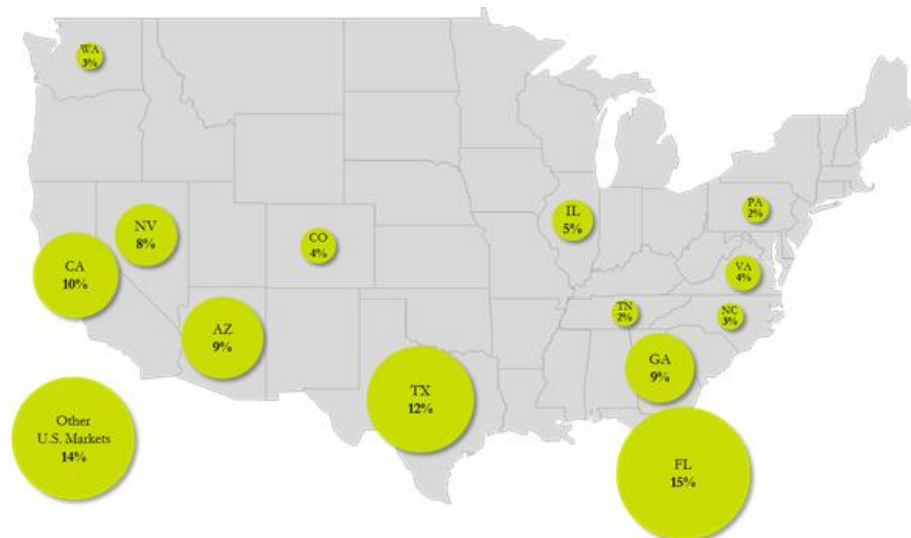 WA
3%
NV
8%
CA
10%
CO
4%
AZ
9%
TX
12%
IL
5%
PA
2%
VA
4%
TN
2%
NC
3%
GA
9%
FL
15%
Other
U.S. Markets
14%